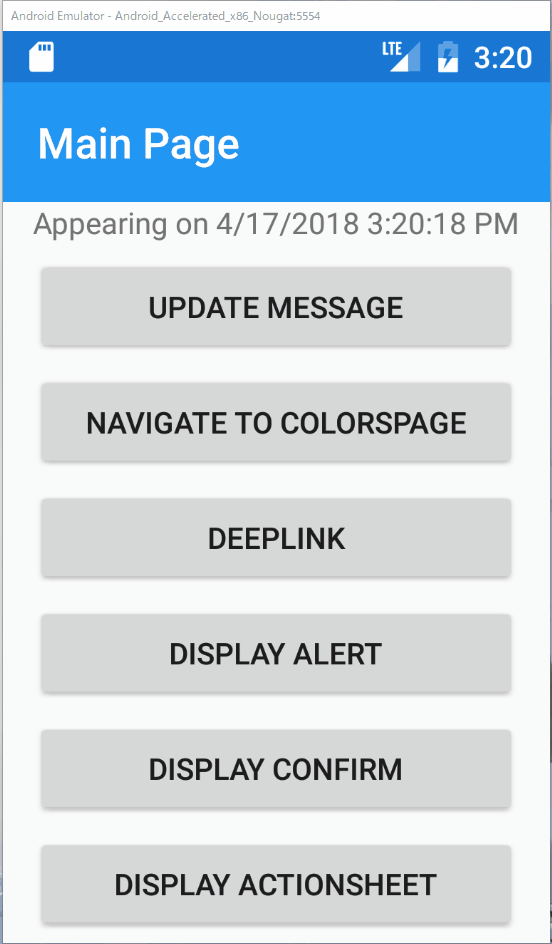 Android Emulator - Android_Accelerated_x86_Nougat:5554
LTE 3:20
Main Page
Appearing on 4/17/2018 3:20:18 PM
UPDATE MESSAGE
NAVIGATE TO COLORSPAGE
DEEPLINK
DISPLAY ALERT
DISPLAY CONFIRM
DISPLAY ACTIONSHEET